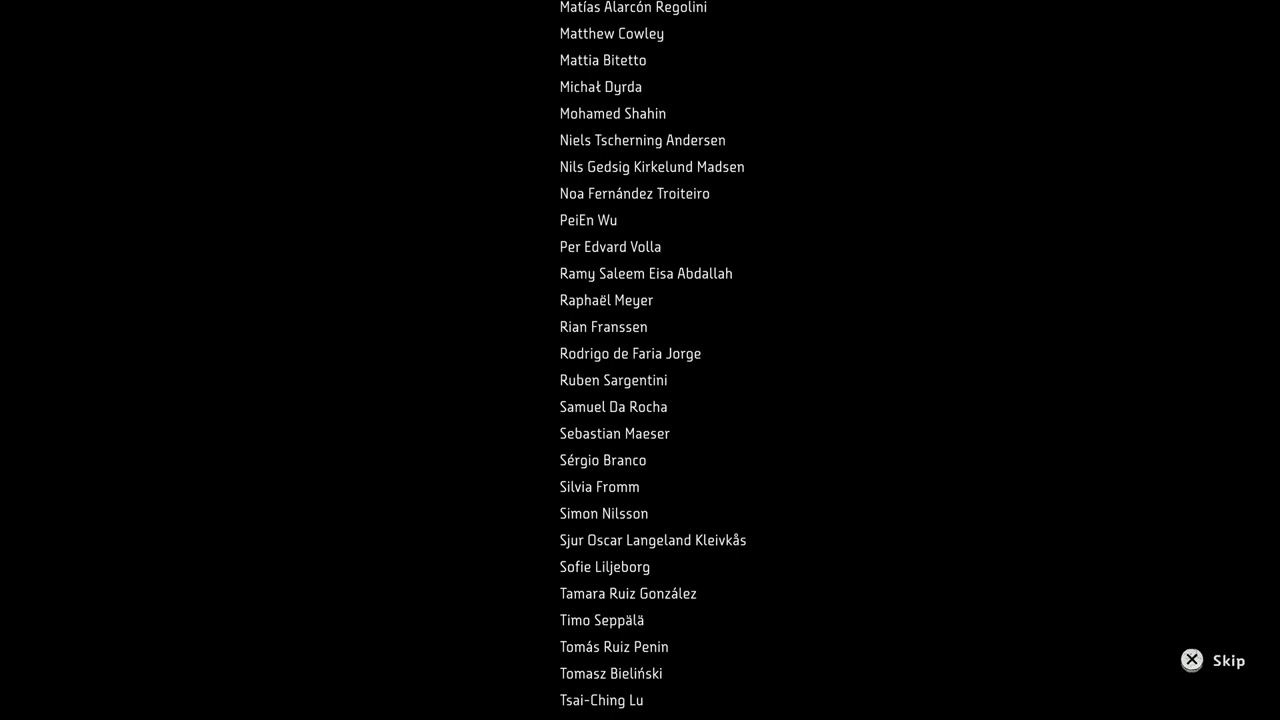 Matías Alarcón Regolini
Matthew Cowley
Mattia Bitetto
Michał Dyrda
Mohamed Shahin
Niels Tscherning Andersen
Nils Gedsig Kirkelund Madsen
Noa Fernández Troiteiro
PeiEn Wu
Per Edvard Volla
Ramy Saleem Eisa Abdallah
Raphaël Meyer
Rian Franssen
Rodrigo de Faria Jorge
Ruben Sargentini
Samuel Da Rocha
Sebastian Maeser
Sérgio Branco
Silvia Fromm
Simon Nilsson
Sjur Oscar Langeland Kleivkås
Sofie Liljeborg
Tamara Ruiz González
Timo Seppälä
Tomás Ruiz Penin
Tomasz Bieliński
Tsai-Ching Lu
Skip